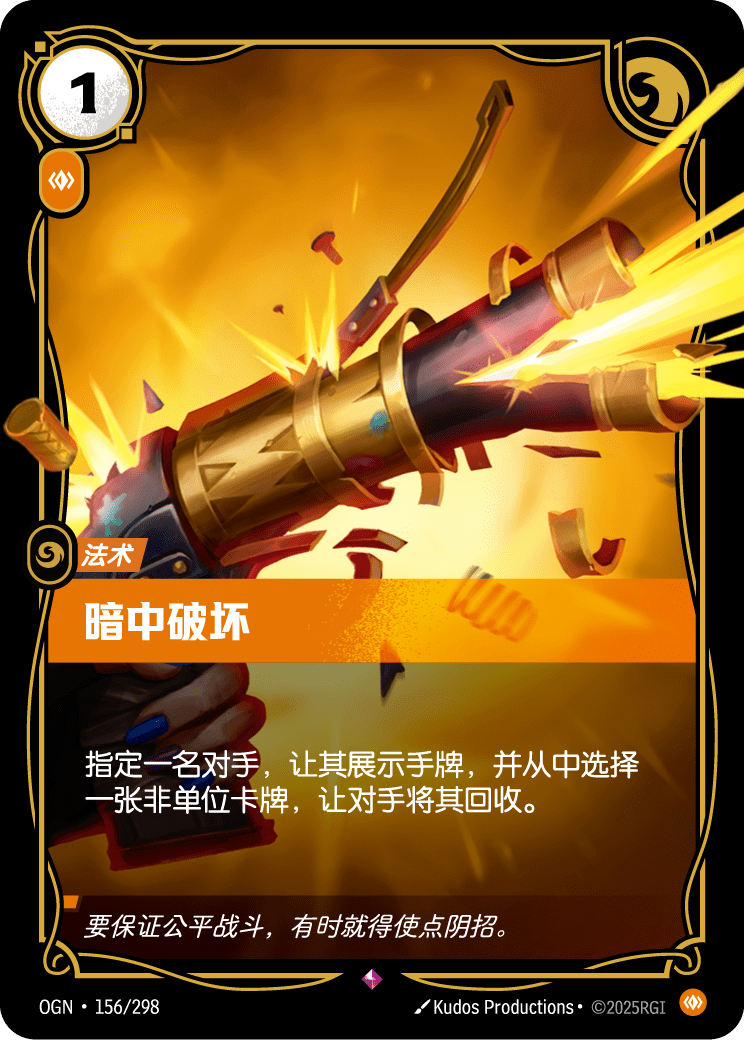 1
法术
暗中破坏
指定一名对手，让其展示手牌，并从中选择
一张非单位卡牌，让对手将其回收。
要保证公平战斗，有时就得使点阴招。
OGN • 156/298
Kudos Productions • ©2025RGI